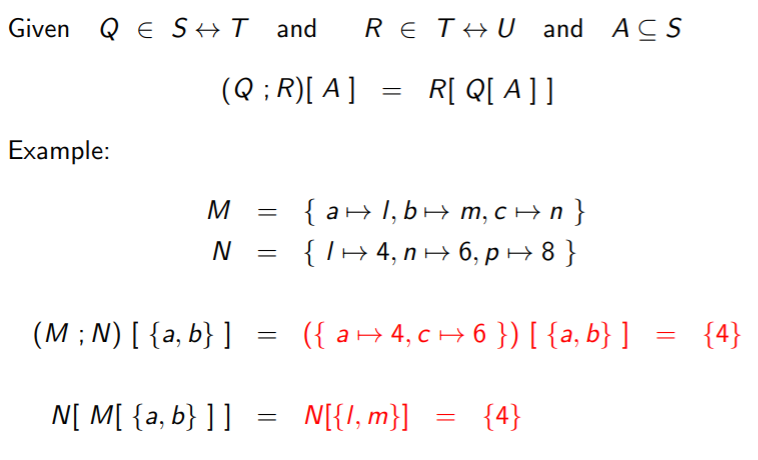 Given Q ∈ S ↔ T and R ∈ T ↔ U and A ⊆ S
(Q ; R)[ A ] = R[ Q[ A ] ]
Example:
M = { a ↦ l, b ↦ m, c ↦ n }
N = { l ↦ 4, n ↦ 6, p ↦ 8 }
(M ; N) [ {a, b} ] = ({ a ↦ 4, c ↦ 6 }) [ {a, b} ] = {4}
N[ M[ {a, b} ] ] = N[{l, m}] = {4}